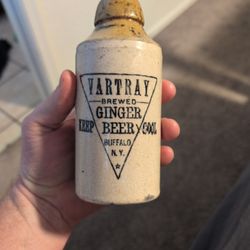 VARTRAY
BREWED
GINGER
KEEP BEER COOL
BUFFALO,
N.Y.